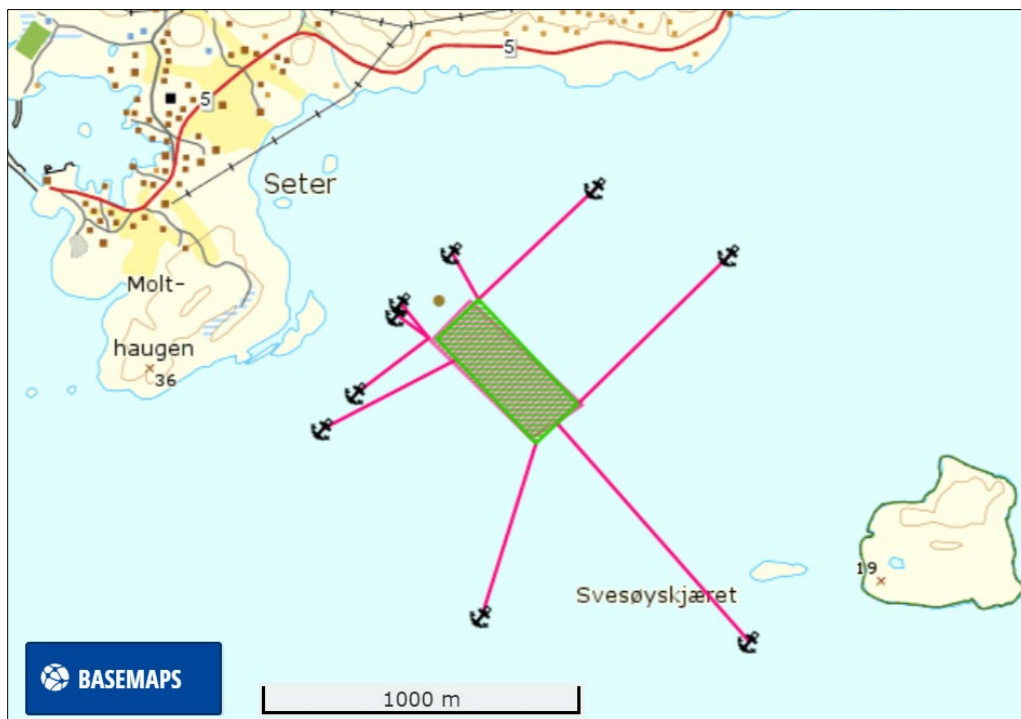 5
5
Seter
Molt-
haugen
36
19
Svesøyskjæret
BASEMAPS
1000 m